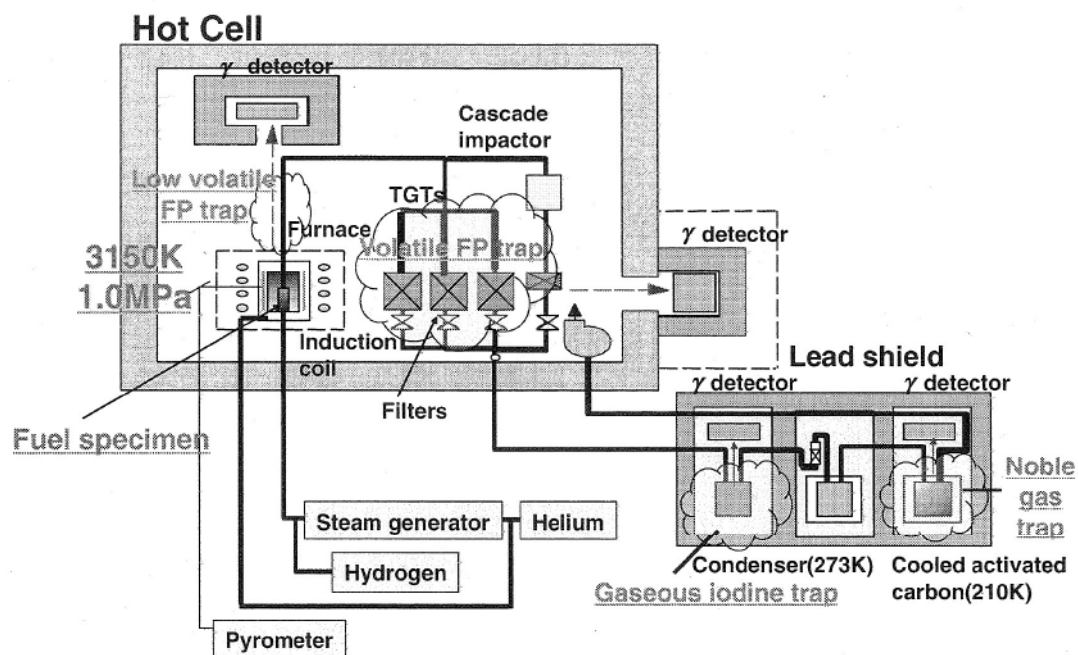 Hot Cell
γ detector
Cascade
impactor
Low volatile
FP trap
TGTs
Furnace
Volatile FP trap
γ detector
3150K
1.0MPa
Induction
coil
Lead shield
γ detector
γ detector
Filters
Fuel specimen
Noble
gas
trap
Steam generator
Helium
Hydrogen
Condenser(273K)
Cooled activated
carbon(210K)
Gaseous iodine trap
Pyrometer